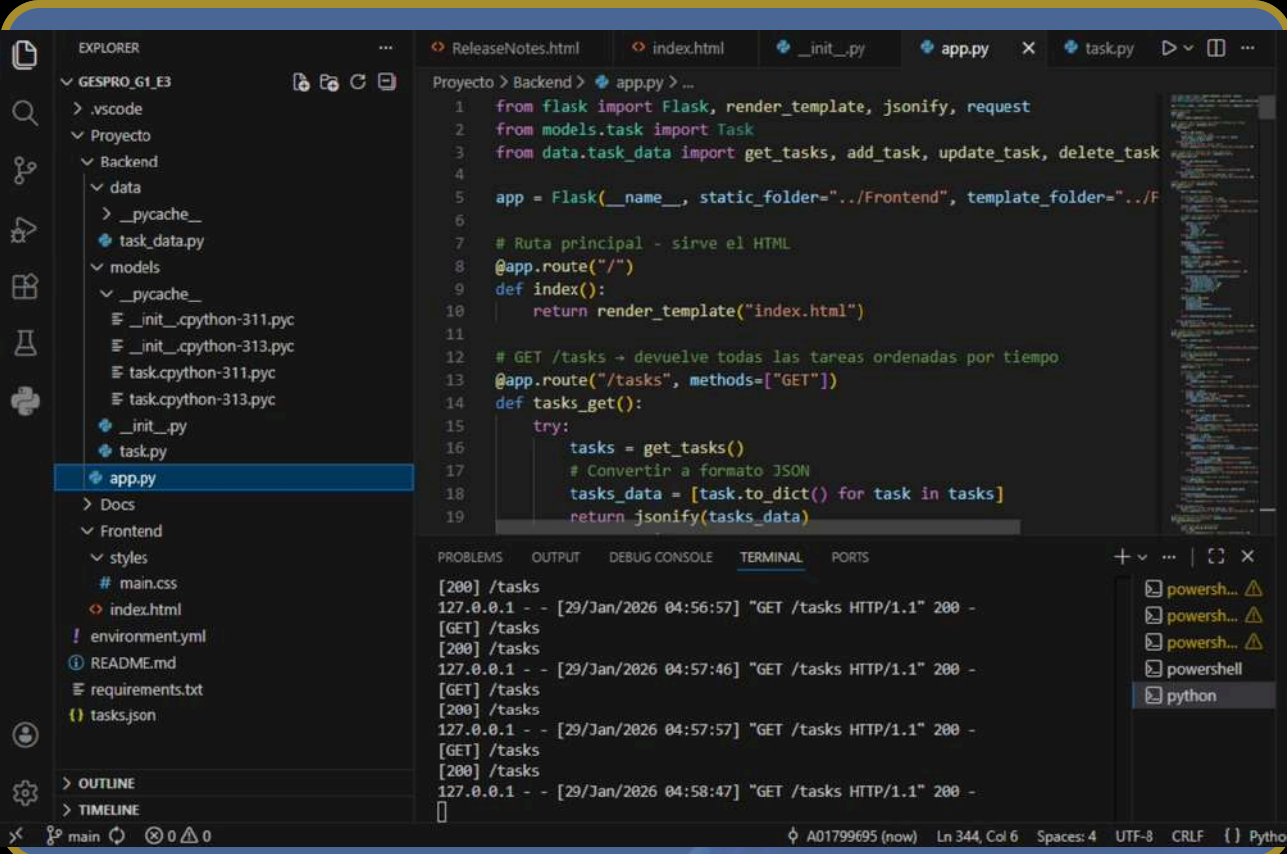 EXPLORER
GESPRO_G1_E3
.vscode
Proyecto
Backend
data
__pycache__
task_data.py
models
__pycache__
__init__.cpython-311.pyc
__init__.cpython-313.pyc
task.cpython-311.pyc
task.cpython-313.pyc
__init__.py
task.py
app.py
Docs
Frontend
styles
# main.css
index.html
! environment.yml
README.md
requirements.txt
{} tasks.json
OUTLINE
TIMELINE
ReleaseNotes.html index.html __init__.py app.py task.py
Proyecto > Backend > app.py > ...
1 from flask import Flask, render_template, jsonify, request
2 from models.task import Task
3 from data.task_data import get_tasks, add_task, update_task, delete_task
4
5 app = Flask(__name__, static_folder="../Frontend", template_folder="../F
6
7 # Ruta principal - sirve el HTML
8 @app.route("/")
9 def index():
10 return render_template("index.html")
11
12 # GET /tasks → devuelve todas las tareas ordenadas por tiempo
13 @app.route("/tasks", methods=["GET"])
14 def tasks_get():
15 try:
16 tasks = get_tasks()
17 # Convertir a formato JSON
18 tasks_data = [task.to_dict() for task in tasks]
19 return jsonify(tasks_data)
PROBLEMS OUTPUT DEBUG CONSOLE TERMINAL PORTS
[200] /tasks
127.0.0.1 - - [29/Jan/2026 04:56:57] "GET /tasks HTTP/1.1" 200 -
[GET] /tasks
[200] /tasks
127.0.0.1 - - [29/Jan/2026 04:57:46] "GET /tasks HTTP/1.1" 200 -
[GET] /tasks
[200] /tasks
127.0.0.1 - - [29/Jan/2026 04:57:57] "GET /tasks HTTP/1.1" 200 -
[GET] /tasks
[200] /tasks
127.0.0.1 - - [29/Jan/2026 04:58:47] "GET /tasks HTTP/1.1" 200 -
powersh...
powersh...
powersh...
powershell
python
main 0 0 A01799695 (now) Ln 344, Col 6 Spaces: 4 UTF-8 CRLF {} Pytho